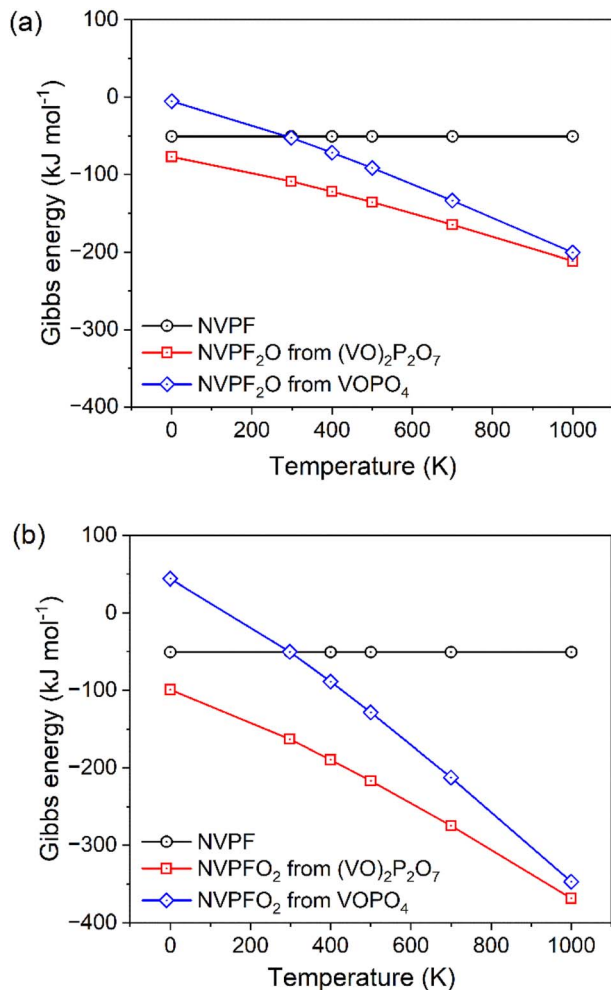 (a)
100
0
−100
−200
−300
−400
Gibbs energy (kJ mol⁻¹)
NVPF
NVPF₂O from (VO)₂P₂O₇
NVPF₂O from VOPO₄
0 200 400 600 800 1000
Temperature (K)
(b)
100
0
−100
−200
−300
−400
Gibbs energy (kJ mol⁻¹)
NVPF
NVPFO₂ from (VO)₂P₂O₇
NVPFO₂ from VOPO₄
0 200 400 600 800 1000
Temperature (K)